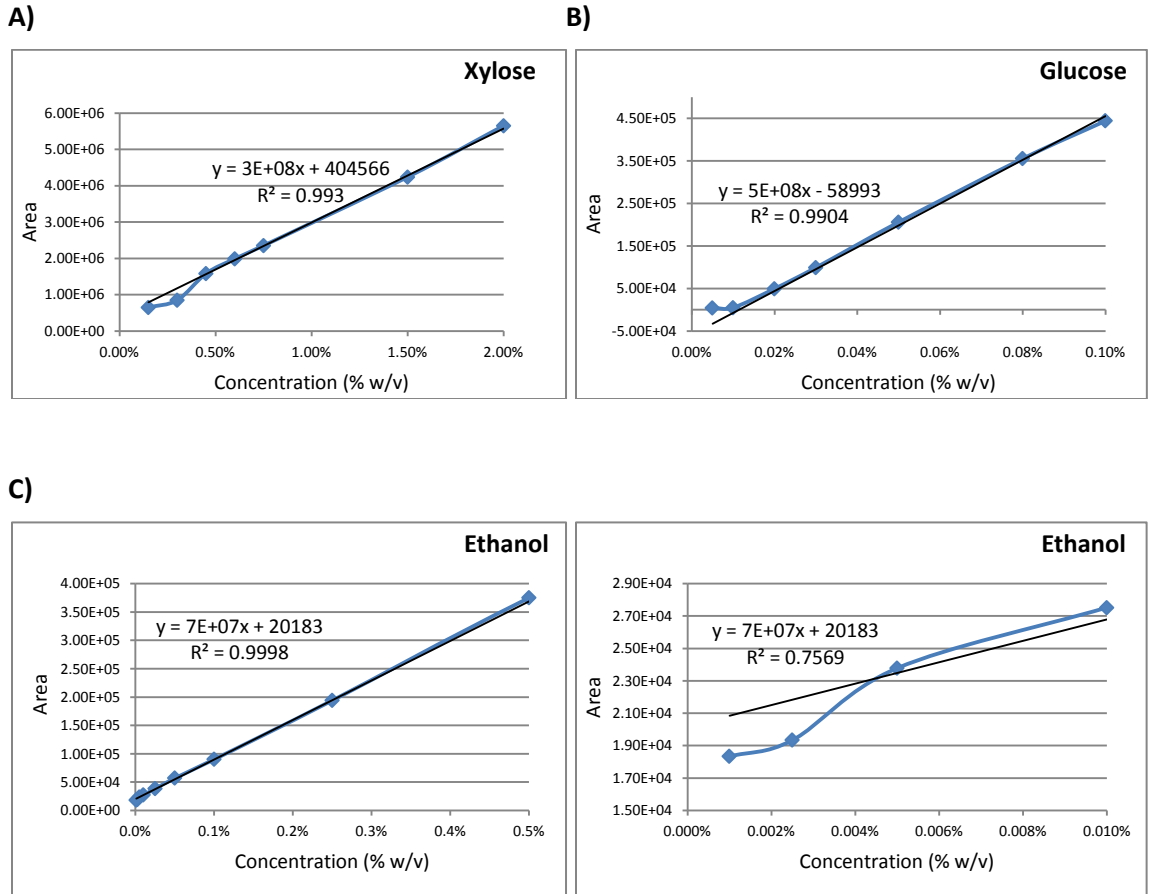 A)
Xylose
6.00E+06
5.00E+06
4.00E+06
3.00E+06
2.00E+06
1.00E+06
0.00E+00
Area
y = 3E+08x + 404566
R² = 0.993
0.00% 0.50% 1.00% 1.50% 2.00%
Concentration (% w/v)
B)
Glucose
4.50E+05
3.50E+05
2.50E+05
1.50E+05
5.00E+04
-5.00E+04
Area
y = 5E+08x - 58993
R² = 0.9904
0.00% 0.02% 0.04% 0.06% 0.08% 0.10%
Concentration (% w/v)
C)
Ethanol
4.00E+05
3.50E+05
3.00E+05
2.50E+05
2.00E+05
1.50E+05
1.00E+05
5.00E+04
0.00E+00
Area
y = 7E+07x + 20183
R² = 0.9998
0.0% 0.1% 0.2% 0.3% 0.4% 0.5%
Concentration (% w/v)
Ethanol
2.90E+04
2.70E+04
2.50E+04
2.30E+04
2.10E+04
1.90E+04
1.70E+04
1.50E+04
Area
y = 7E+07x + 20183
R² = 0.7569
0.000% 0.002% 0.004% 0.006% 0.008% 0.010%
Concentration (% w/v)